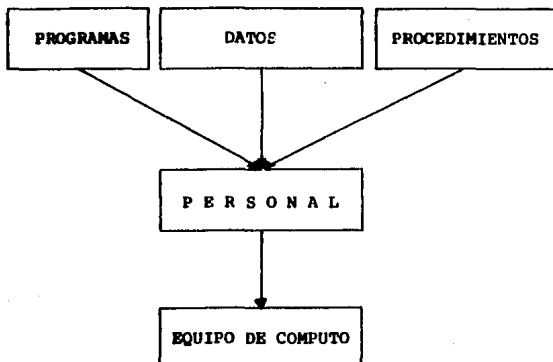 PROGRAMAS
DATOS
PROCEDIMIENTOS
P E R S O N A L
EQUIPO DE COMPUTO